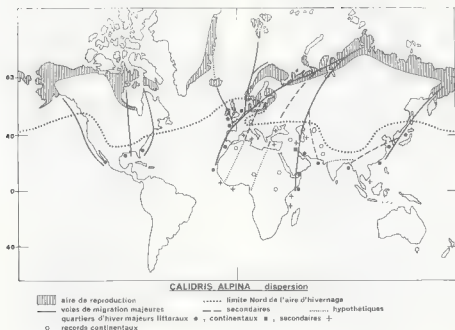 63
40
0
40
CALIDRIS ALPINA dispersion
aire de reproduction
limite Nord de l'aire d'hivernage
voies de migration majeures
secondaires
hypothetiques
quartiers d'hiver majeurs littoraux , continentaux , secondaires +
o records continentaux